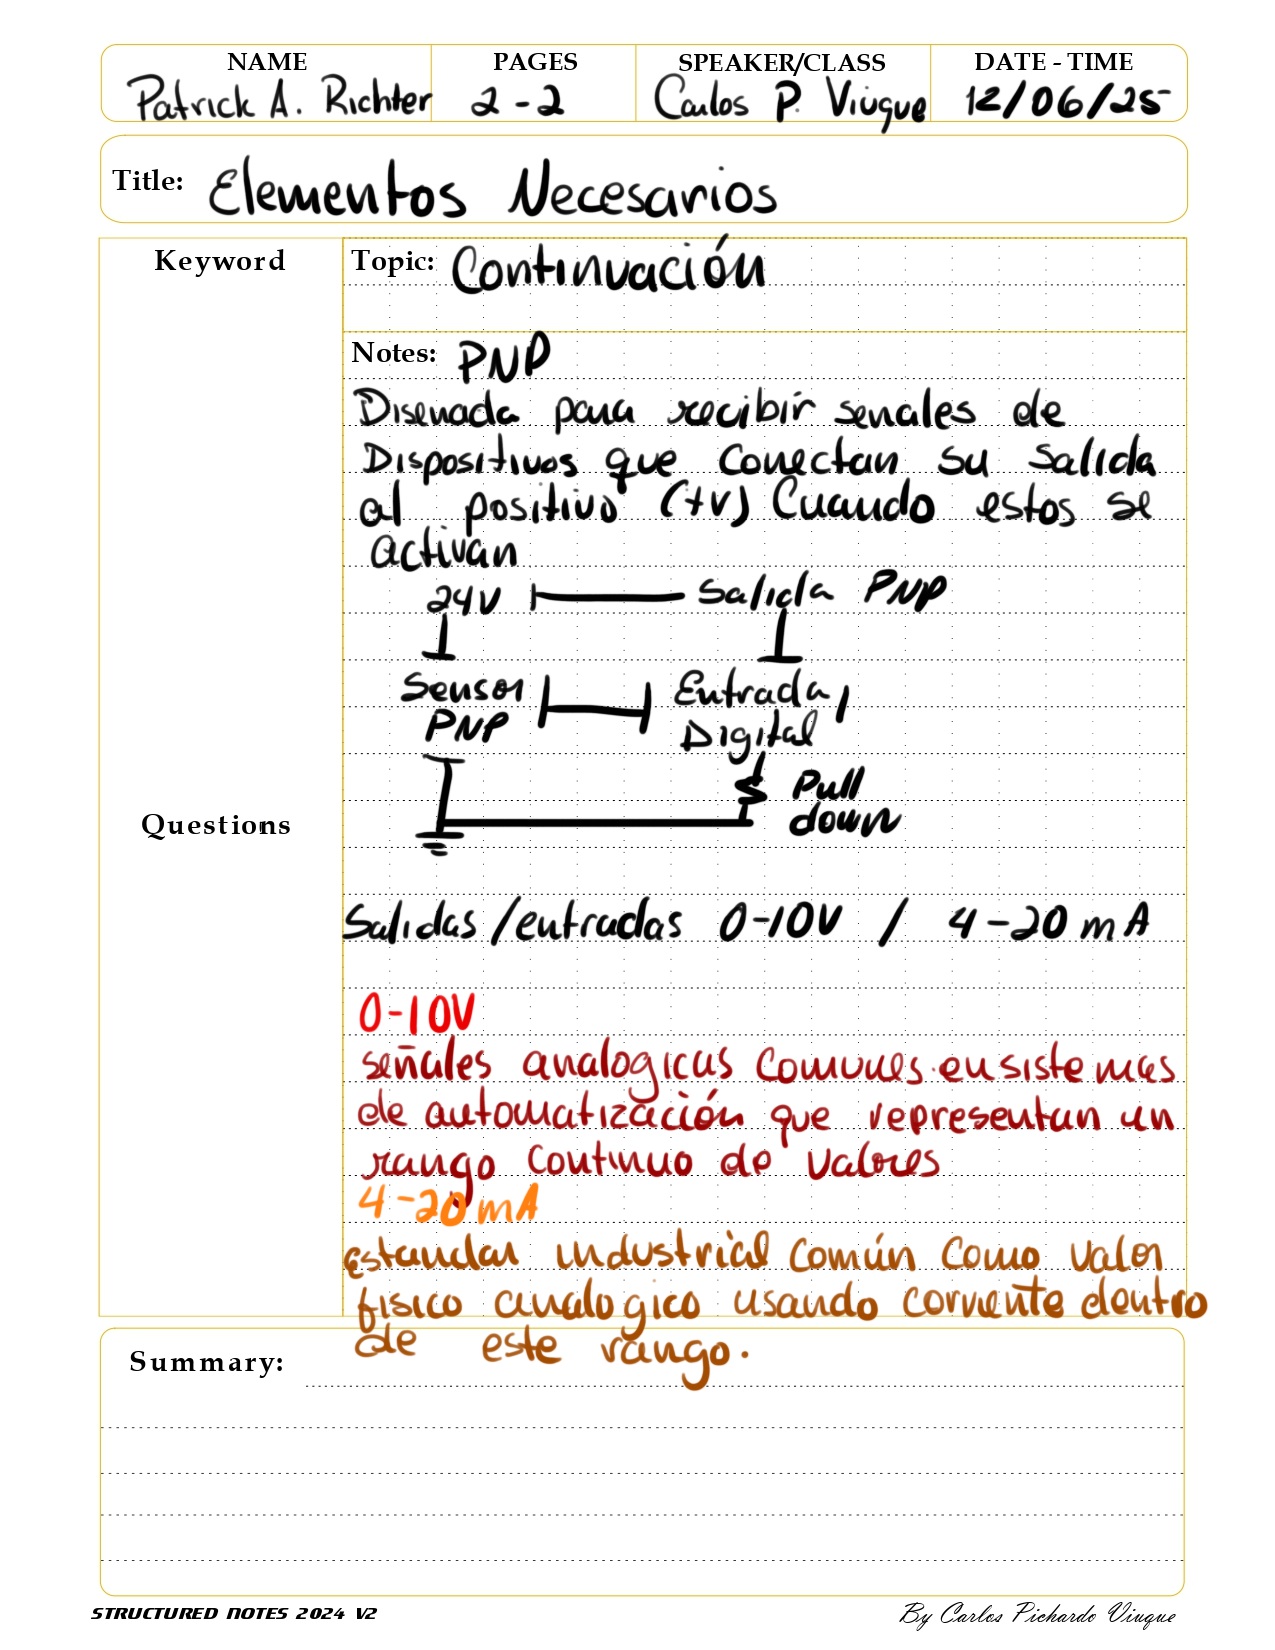 NAME PAGES SPEAKER/CLASS DATE - TIME
Patrick A. Richter 2-2 Carlos P. Viuque 12/06/25
Title: Elementos Necesarios
Keyword
Topic: Continuación
Notes: PNP
Disenada para recibir senales de
Dispositivos que conectan su salida
al positivo (+v) Cuando estos se
activan
24V Salida PNP
Sensor Entrada
PNP Digital
Pull
down
Questions
Salidas/entradas 0-10V / 4-20 mA
0-10V
señales analogicas comunes en sistemas
de automatización que representan un
rango continuo de valores
4-20 mA
Estandar industrial común como valor
fisico analogico usando corriente dentro
de este rango.
Summary:
STRUCTURED NOTES 2024 V2
By Carlos Pichardo Viuque